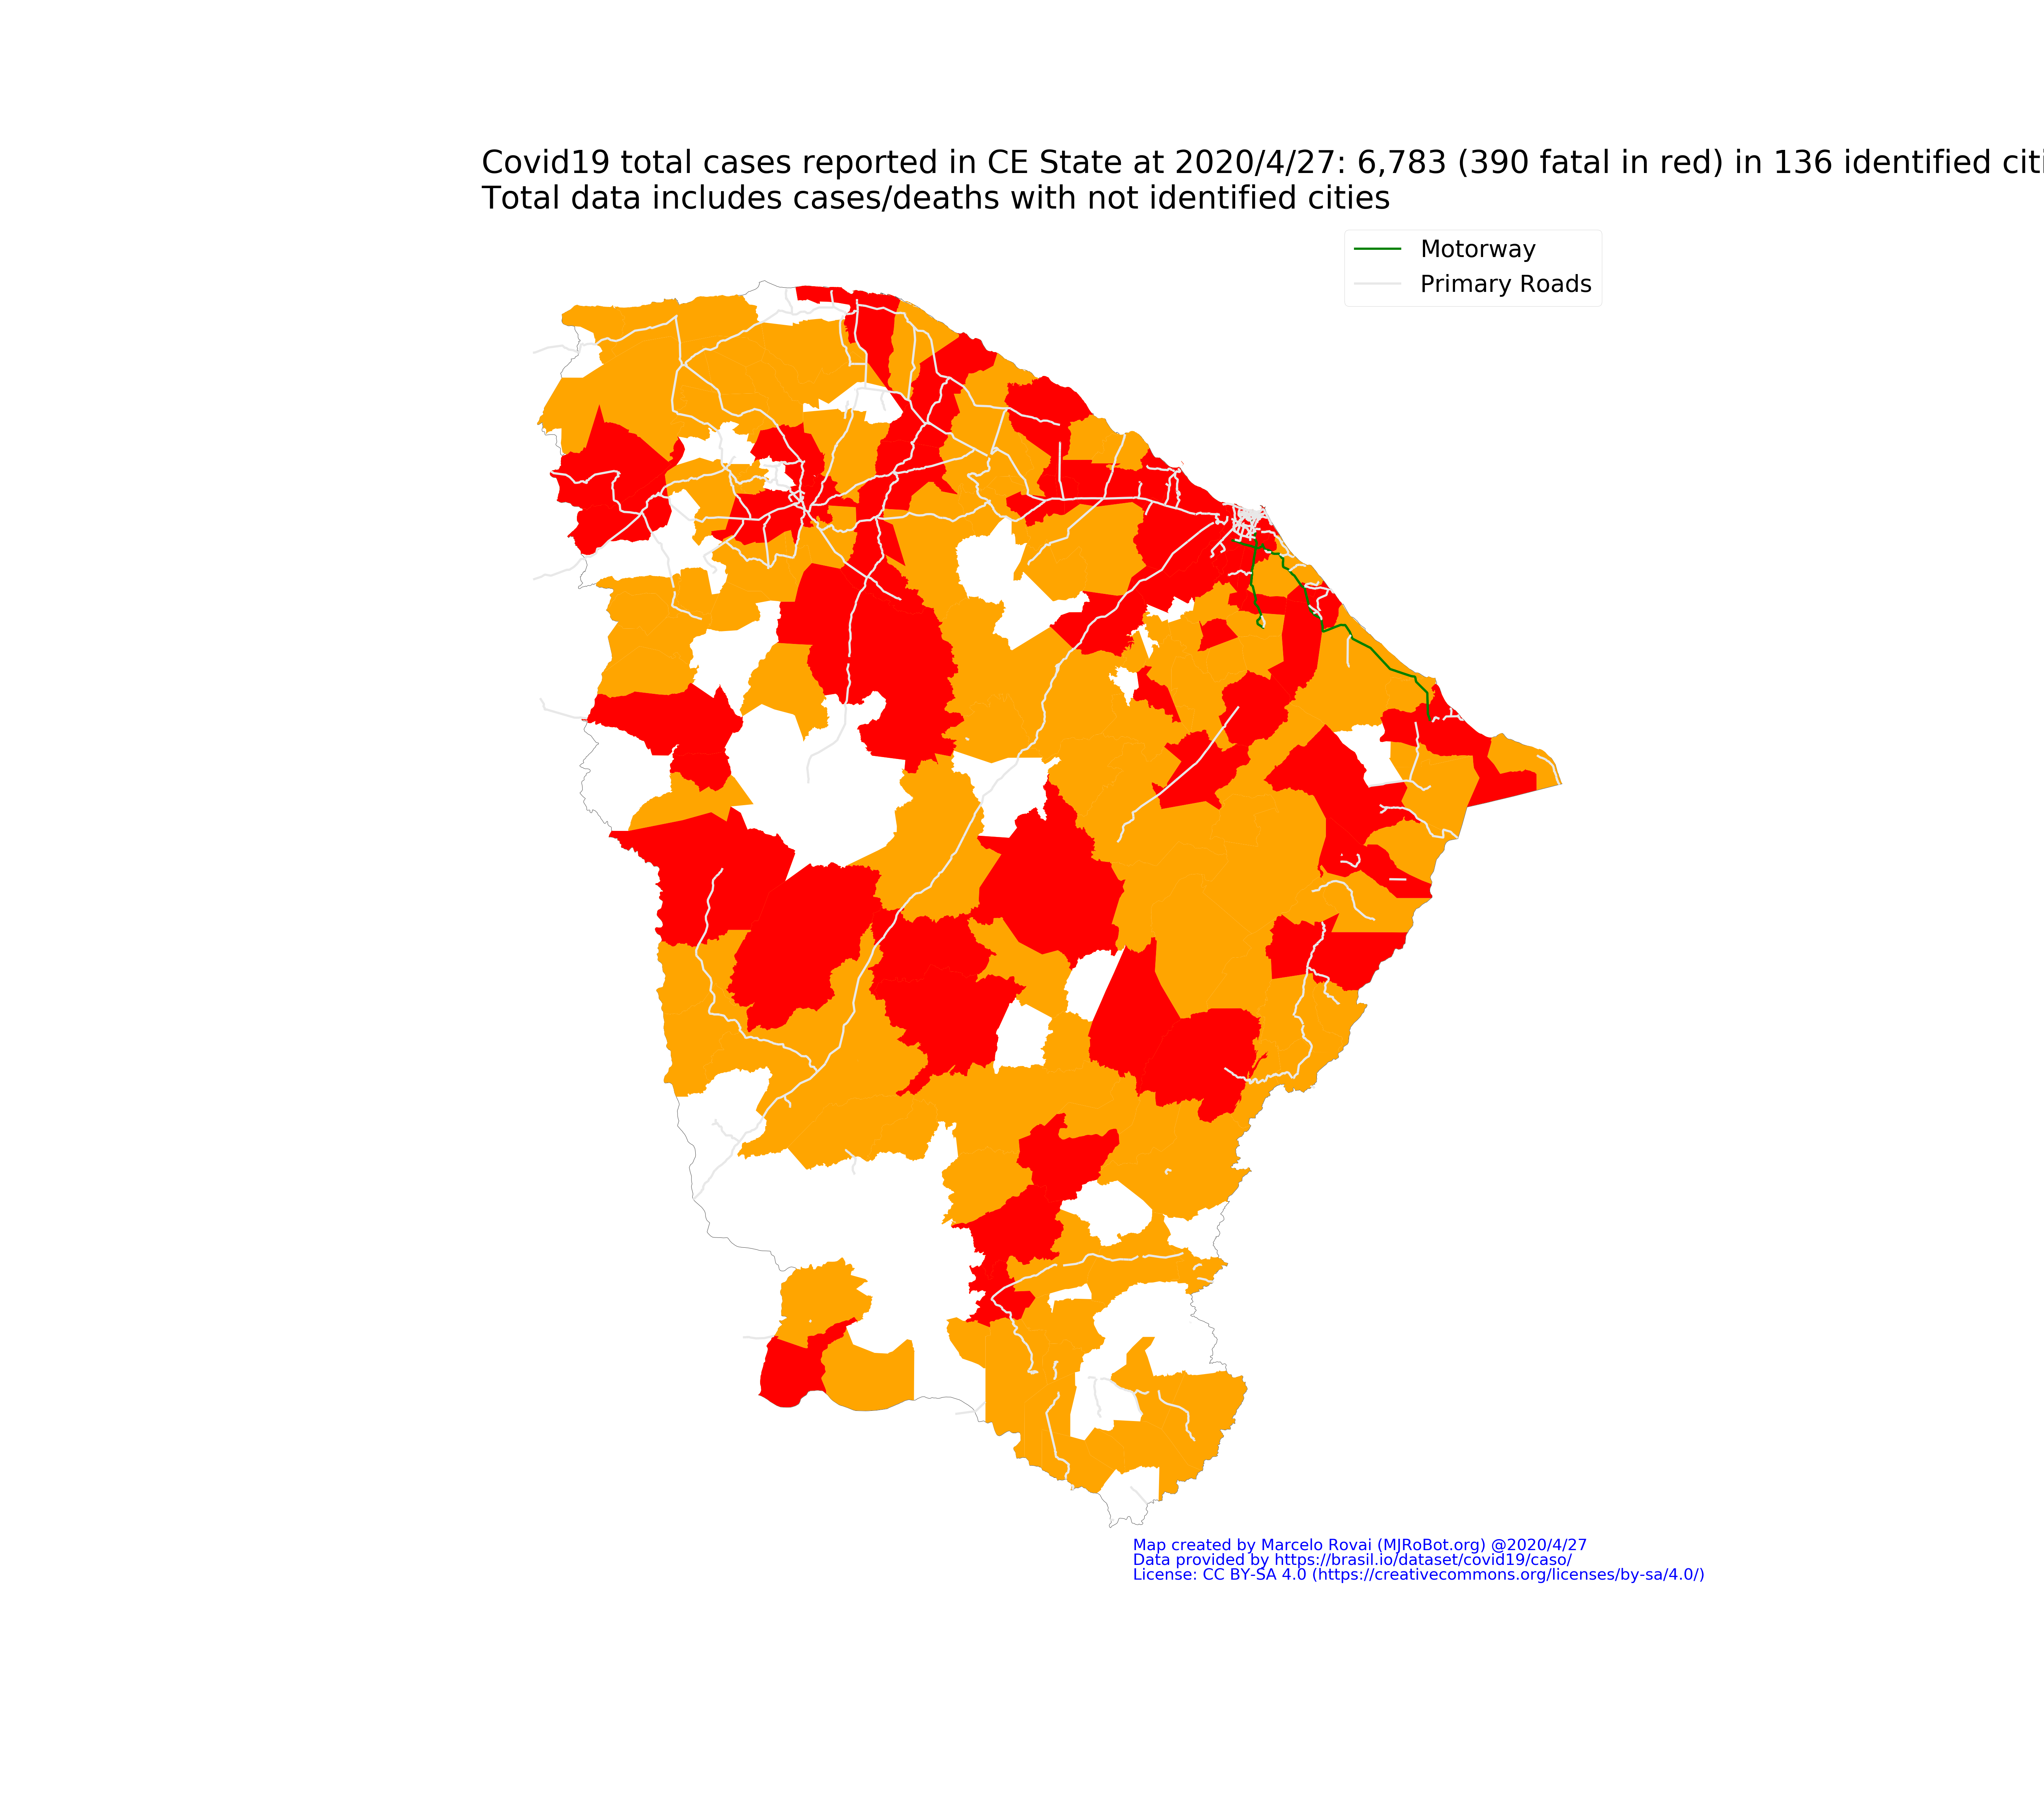 Covid19 total cases reported in CE State at 2020/4/27: 6,783 (390 fatal in red) in 136 identified citi
Total data includes cases/deaths with not identified cities
Motorway
Primary Roads
Map created by Marcelo Rovai (MJRoBot.org) @2020/4/27
Data provided by https://brasil.io/dataset/covid19/caso/
License: CC BY-SA 4.0 (https://creativecommons.org/licenses/by-sa/4.0/)